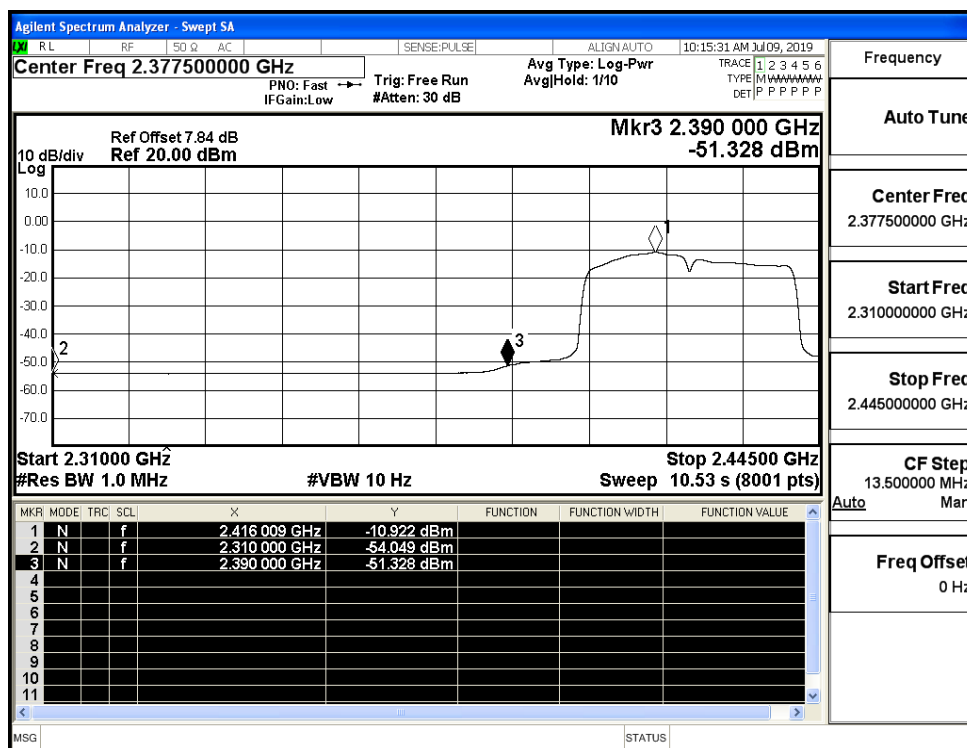 Agilent Spectrum Analyzer - Swept SA
LXI RL RF 50 Ω AC SENSE:PULSE ALIGN AUTO 10:15:31 AM Jul 09, 2019
Center Freq 2.377500000 GHz
PNO: Fast
IFGain:Low
Trig: Free Run
#Atten: 30 dB
Avg Type: Log-Pwr
Avg|Hold: 1/10
TRACE 1 2 3 4 5 6
TYPE M WWWWW
DET P P P P P P
Ref Offset 7.84 dB
10 dB/div Ref 20.00 dBm
Log
Mkr3 2.390 000 GHz
-51.328 dBm
10.0
0.00
-10.0
-20.0
-30.0
-40.0
-50.0
-60.0
-70.0
1
2
3
Start 2.31000 GHz Stop 2.44500 GHz
#Res BW 1.0 MHz #VBW 10 Hz Sweep 10.53 s (8001 pts)
MKR MODE TRC SCL X Y FUNCTION FUNCTION WIDTH FUNCTION VALUE
1 N f 2.416 009 GHz -10.922 dBm
2 N f 2.310 000 GHz -54.049 dBm
3 N f 2.390 000 GHz -51.328 dBm
4
5
6
7
8
9
10
11
MSG STATUS
Frequency
Auto Tune
Center Freq
2.377500000 GHz
Start Freq
2.310000000 GHz
Stop Freq
2.445000000 GHz
CF Step
13.500000 MHz
Auto Man
Freq Offset
0 Hz